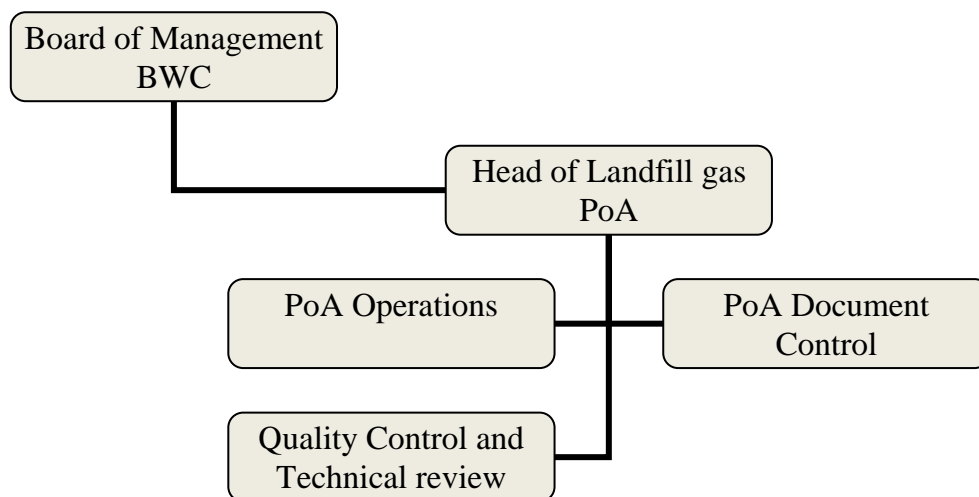 Board of Management
BWC
Head of Landfill gas
PoA
PoA Operations
PoA Document
Control
Quality Control and
Technical review